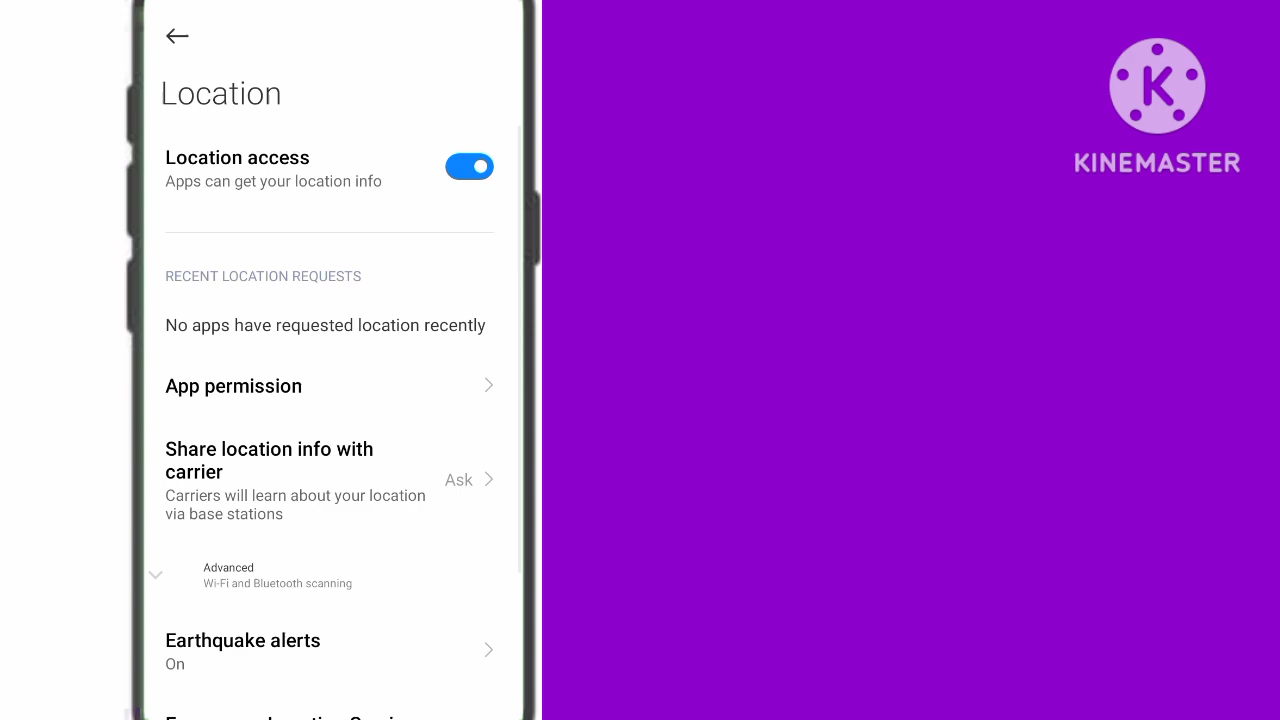 Location
Location access
Apps can get your location info
RECENT LOCATION REQUESTS
No apps have requested location recently
App permission
Share location info with
carrier
Ask
Carriers will learn about your location
via base stations
Advanced
Wi-Fi and Bluetooth scanning
Earthquake alerts
On
K
KINEMASTER